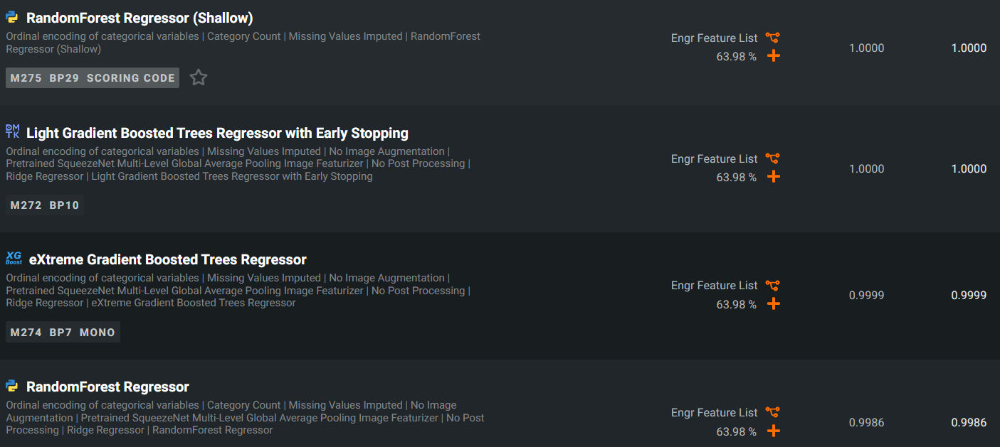 RandomForest Regressor (Shallow)
Ordinal encoding of categorical variables | Category Count | Missing Values Imputed | RandomForest
Regressor (Shallow)
M275 BP29 SCORING CODE
Engr Feature List
63.98 %
1.0000
1.0000
DM
TK
Light Gradient Boosted Trees Regressor with Early Stopping
Ordinal encoding of categorical variables | Missing Values Imputed | No Image Augmentation |
Pretrained SqueezeNet Multi-Level Global Average Pooling Image Featurizer | No Post Processing |
Ridge Regressor | Light Gradient Boosted Trees Regressor with Early Stopping
M272 BP10
Engr Feature List
63.98 %
1.0000
1.0000
XG
Boost
eXtreme Gradient Boosted Trees Regressor
Ordinal encoding of categorical variables | Missing Values Imputed | No Image Augmentation |
Pretrained SqueezeNet Multi-Level Global Average Pooling Image Featurizer | No Post Processing |
Ridge Regressor | eXtreme Gradient Boosted Trees Regressor
M274 BP7 MONO
Engr Feature List
63.98 %
0.9999
0.9999
RandomForest Regressor
Ordinal encoding of categorical variables | Category Count | Missing Values Imputed | No Image
Augmentation | Pretrained SqueezeNet Multi-Level Global Average Pooling Image Featurizer | No Post
Processing | Ridge Regressor | RandomForest Regressor
Engr Feature List
63.98 %
0.9986
0.9986